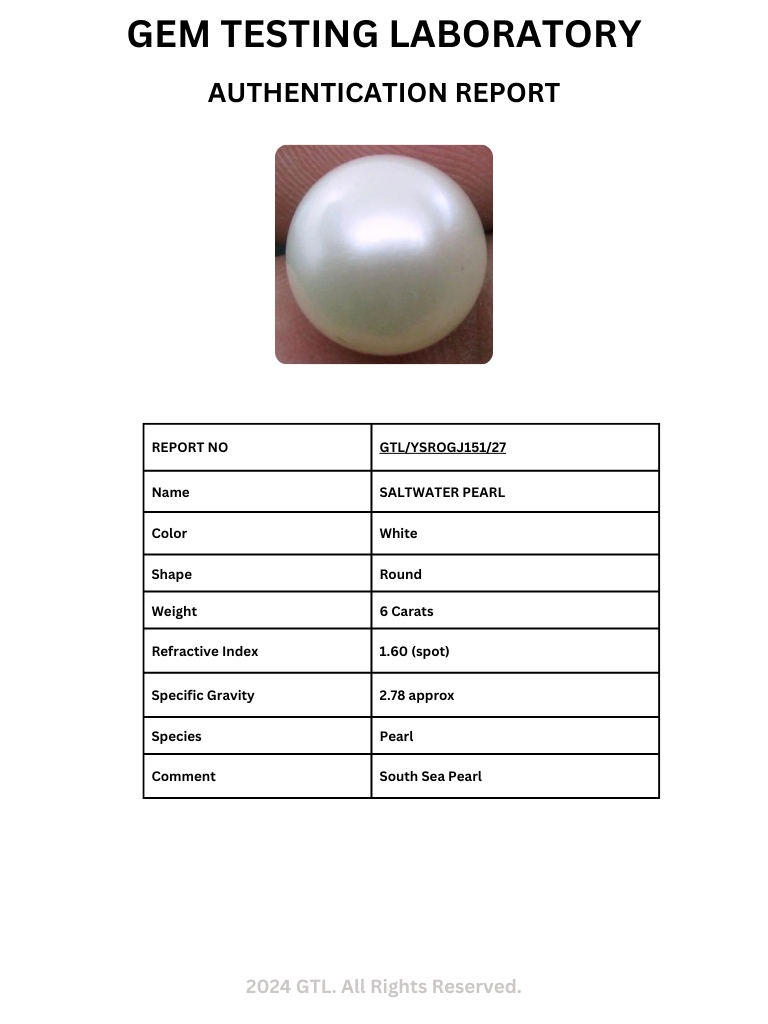 GEM TESTING LABORATORY
AUTHENTICATION REPORT
REPORT NO GTL/YSROGJ151/27
Name SALTWATER PEARL
Color White
Shape Round
Weight 6 Carats
Refractive Index 1.60 (spot)
Specific Gravity 2.78 approx
Species Pearl
Comment South Sea Pearl
2024 GTL. All Rights Reserved.